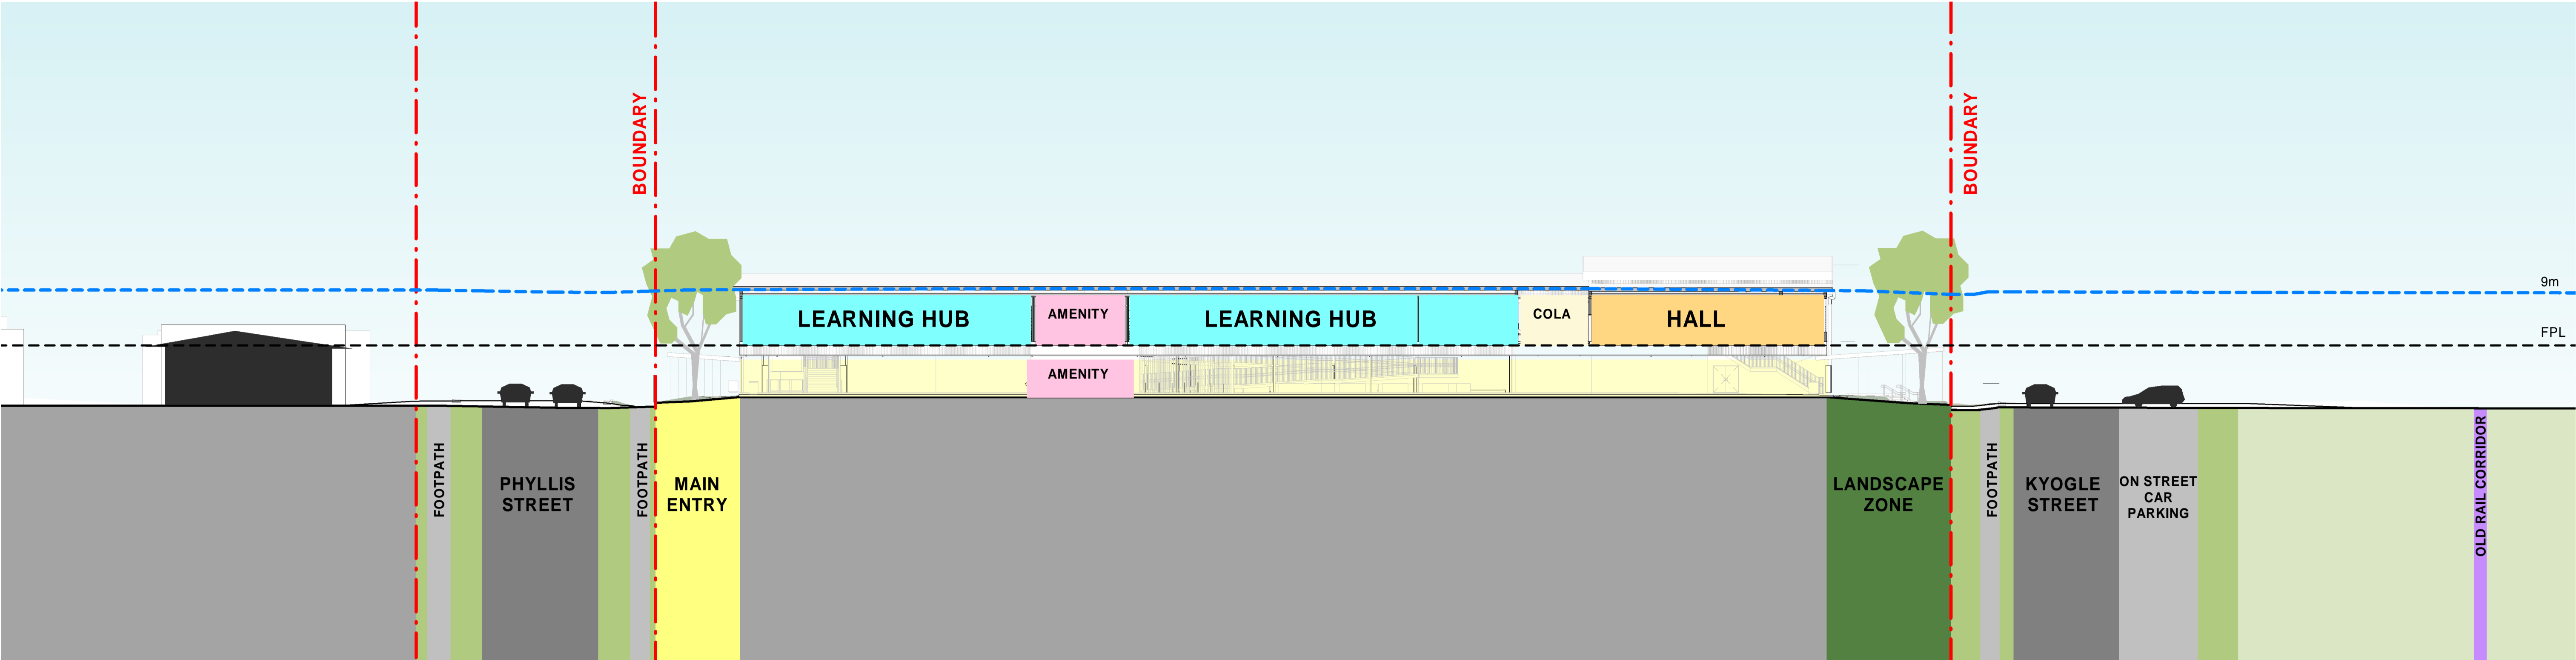 BOUNDARY
BOUNDARY
9m
FPL
LEARNING HUB
AMENITY
LEARNING HUB
COLA
HALL
AMENITY
FOOTPATH
PHYLLIS
STREET
FOOTPATH
MAIN
ENTRY
LANDSCAPE
ZONE
FOOTPATH
KYOGLE
STREET
ON STREET
CAR
PARKING
OLD RAIL CORRIDOR